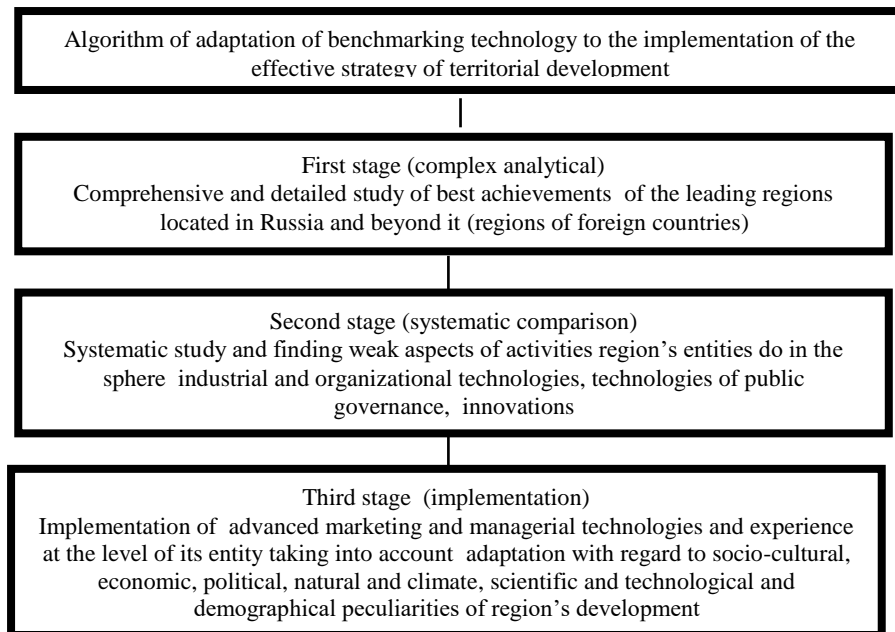 Algorithm of adaptation of benchmarking technology to the implementation of the
effective strategy of territorial development
First stage (complex analytical)
Comprehensive and detailed study of best achievements of the leading regions
located in Russia and beyond it (regions of foreign countries)
Second stage (systematic comparison)
Systematic study and finding weak aspects of activities region's entities do in the
sphere industrial and organizational technologies, technologies of public
governance, innovations
Third stage (implementation)
Implementation of advanced marketing and managerial technologies and experience
at the level of its entity taking into account adaptation with regard to socio-cultural,
economic, political, natural and climate, scientific and technological and
demographical peculiarities of region's development